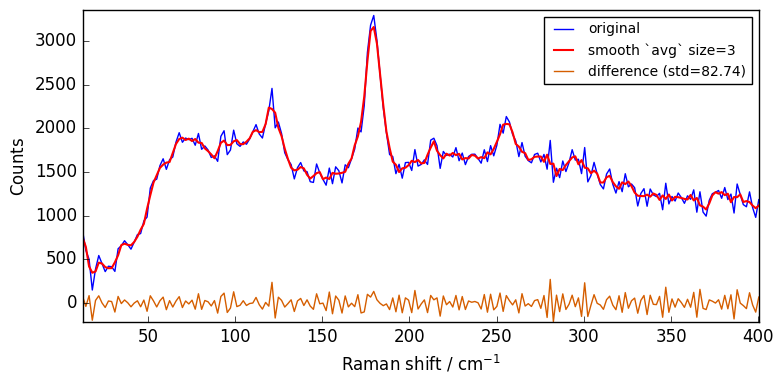 3000
2500
2000
1500
1000
500
0
Counts
original
smooth `avg` size=3
difference (std=82.74)
50 100 150 200 250 300 350 400
Raman shift / cm⁻¹